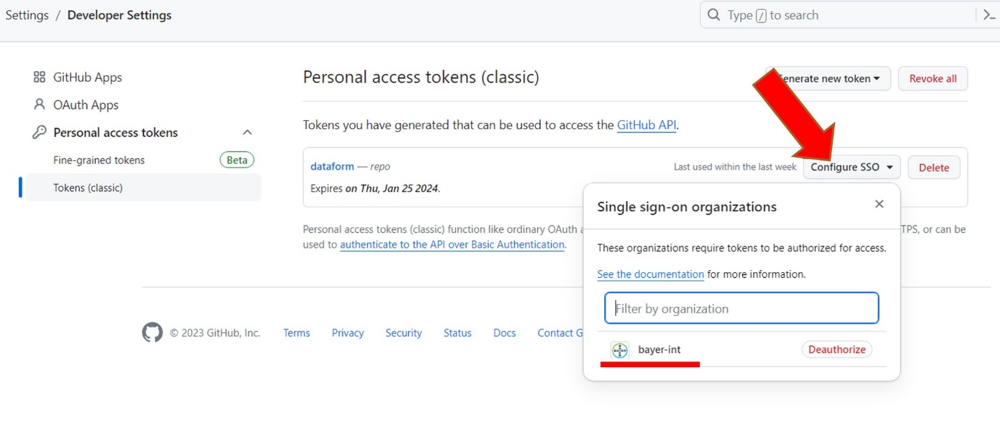 Settings / Developer Settings
Type / to search
GitHub Apps
OAuth Apps
Personal access tokens
Fine-grained tokens
Beta
Tokens (classic)
Personal access tokens (classic)
enerate new token
Revoke all
Tokens you have generated that can be used to access the GitHub API.
dataform — repo
Last used within the last week
Configure SSO
Delete
Expires on Thu, Jan 25 2024.
Personal access tokens (classic) function like ordinary OAuth a
TPS, or can be
used to authenticate to the API over Basic Authentication.
Single sign-on organizations
These organizations require tokens to be authorized for access.
See the documentation for more information.
Filter by organization
BAYER
bayer-int
Deauthorize
© 2023 GitHub, Inc.
Terms
Privacy
Security
Status
Docs
Contact G